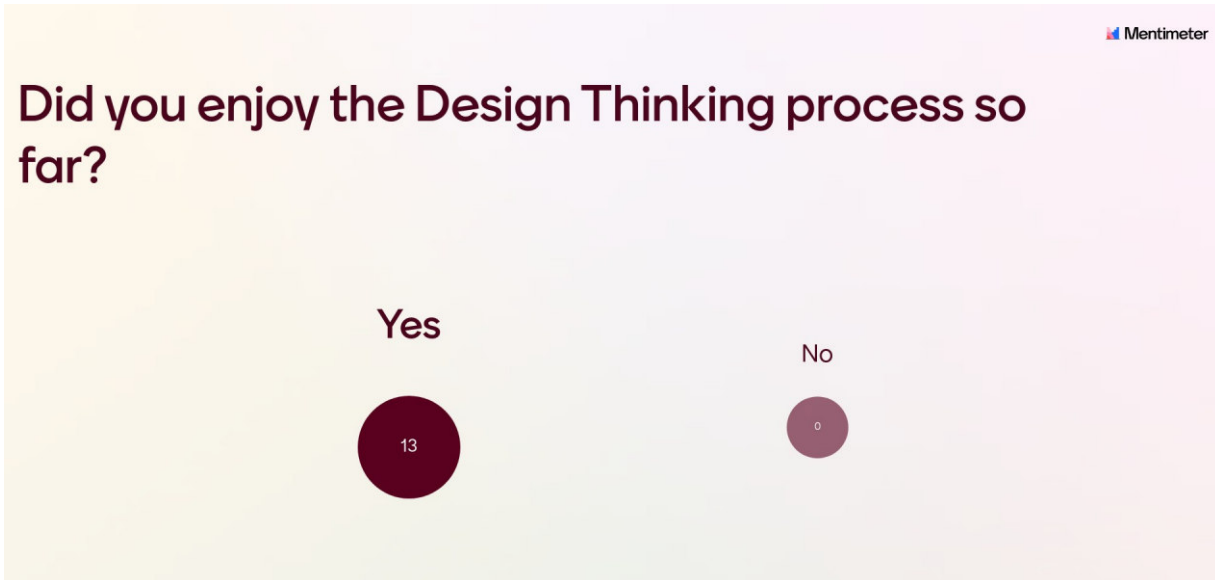 Mentimeter
Did you enjoy the Design Thinking process so
far?
Yes
No
13
0